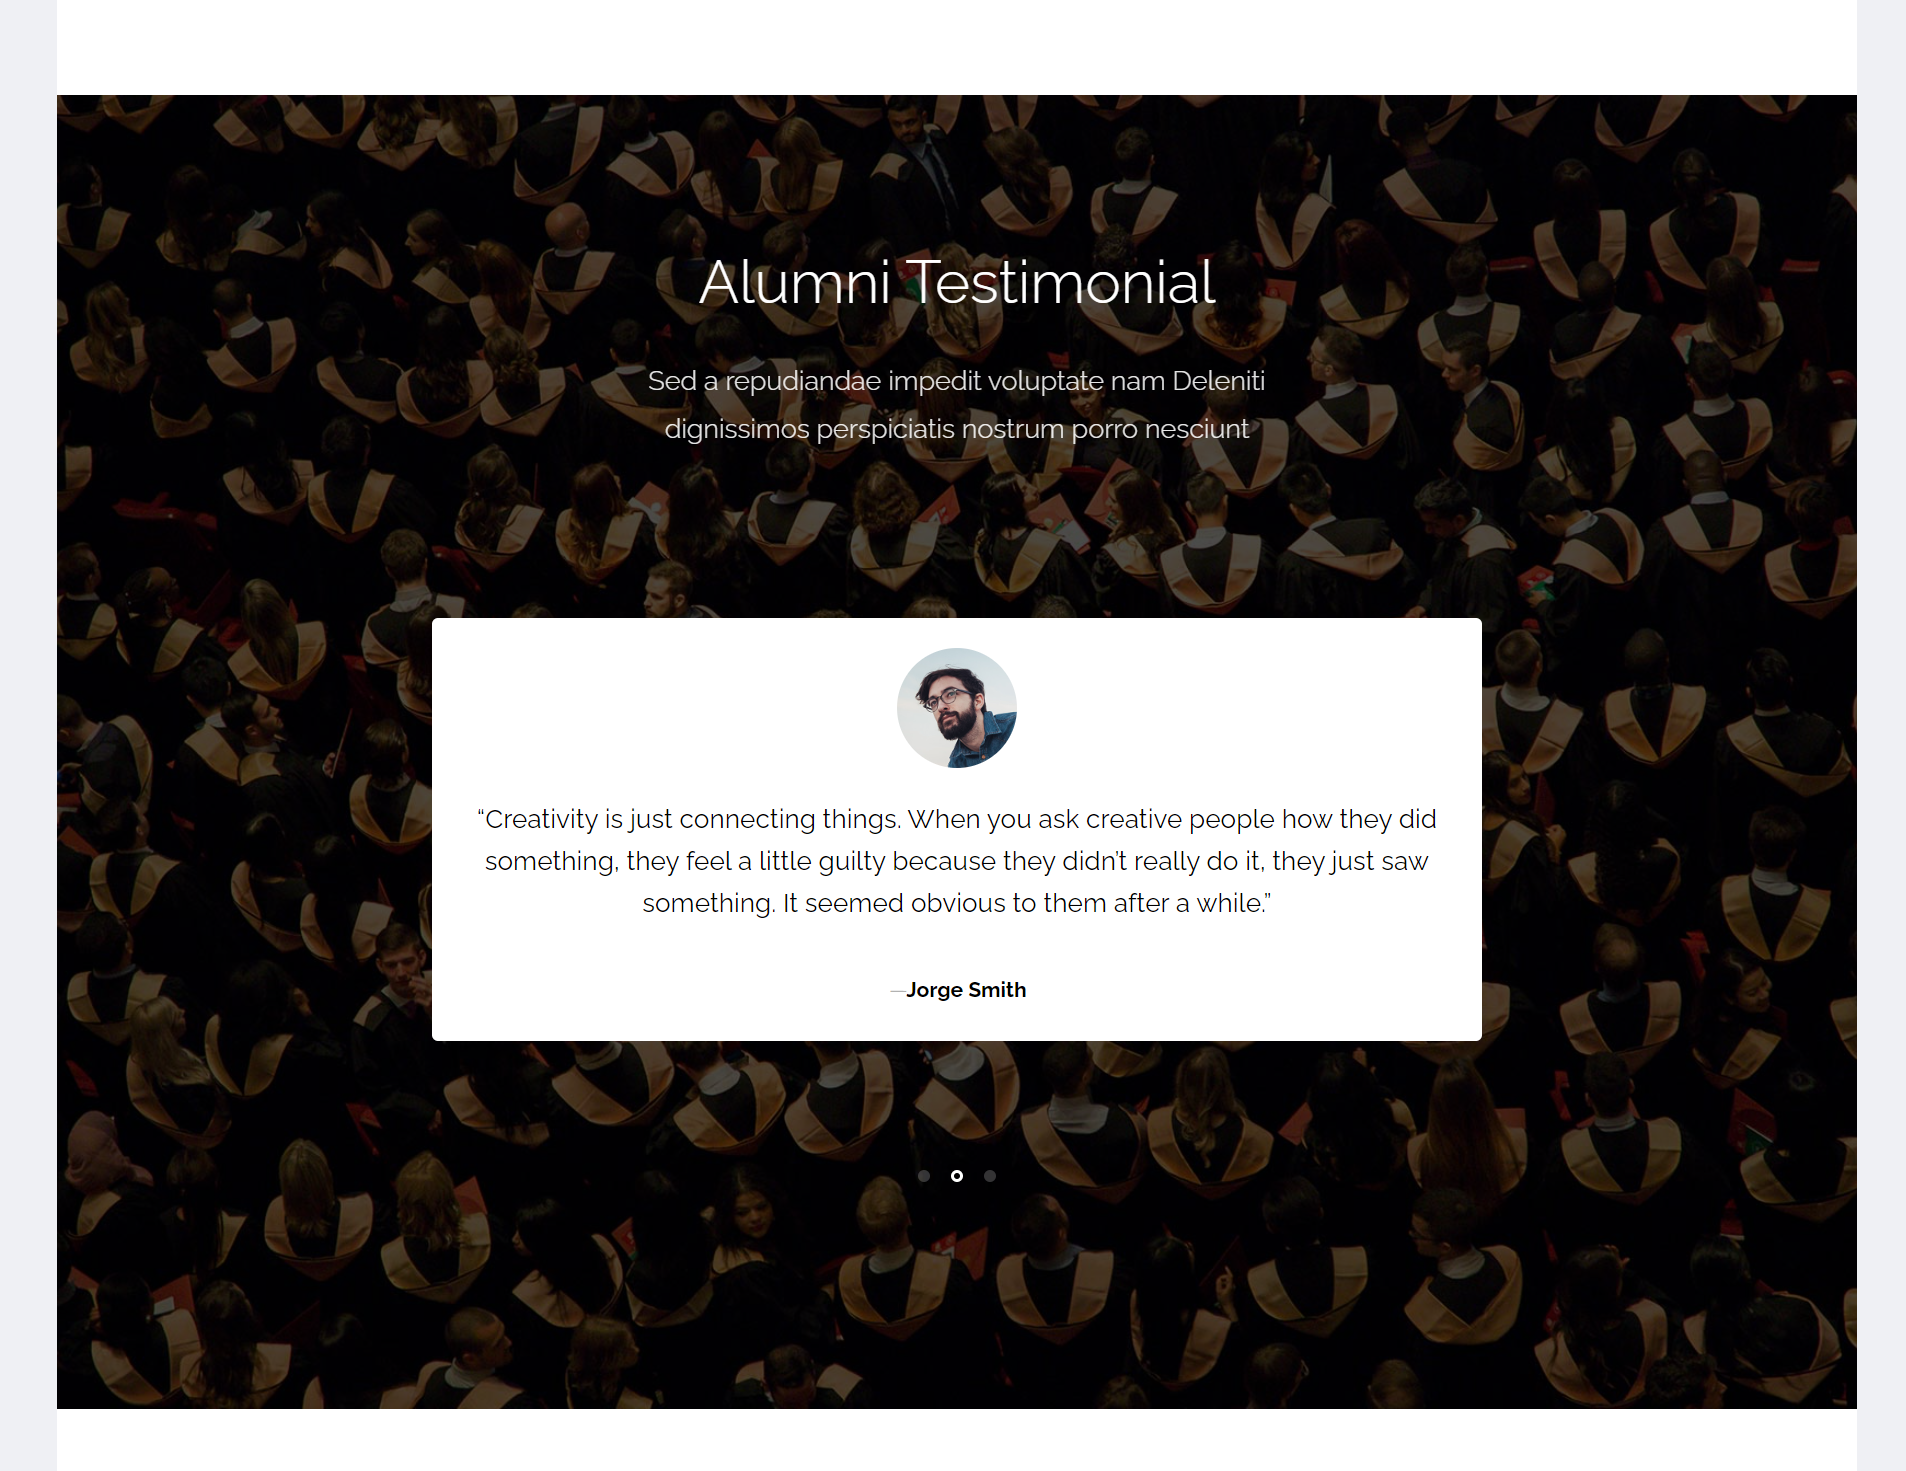 Alumni Testimonial
Sed a repudiandae impedit voluptate nam Deleniti
dignissimos perspiciatis nostrum porro nesciunt
“Creativity is just connecting things. When you ask creative people how they did
something, they feel a little guilty because they didn’t really do it, they just saw
something. It seemed obvious to them after a while.”
—Jorge Smith